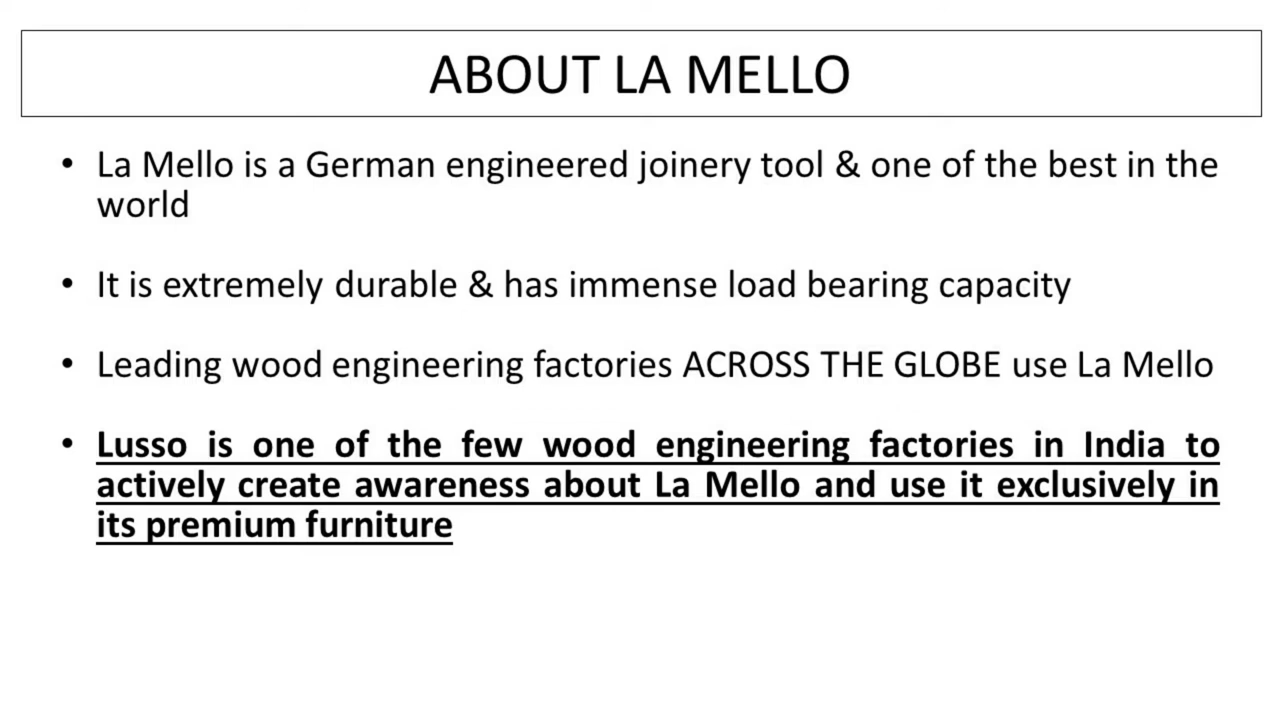 ABOUT LA MELLO
• La Mello is a German engineered joinery tool & one of the best in the
world
• It is extremely durable & has immense load bearing capacity
• Leading wood engineering factories ACROSS THE GLOBE use La Mello
• Lusso is one of the few wood engineering factories in India to
actively create awareness about La Mello and use it exclusively in
its premium furniture